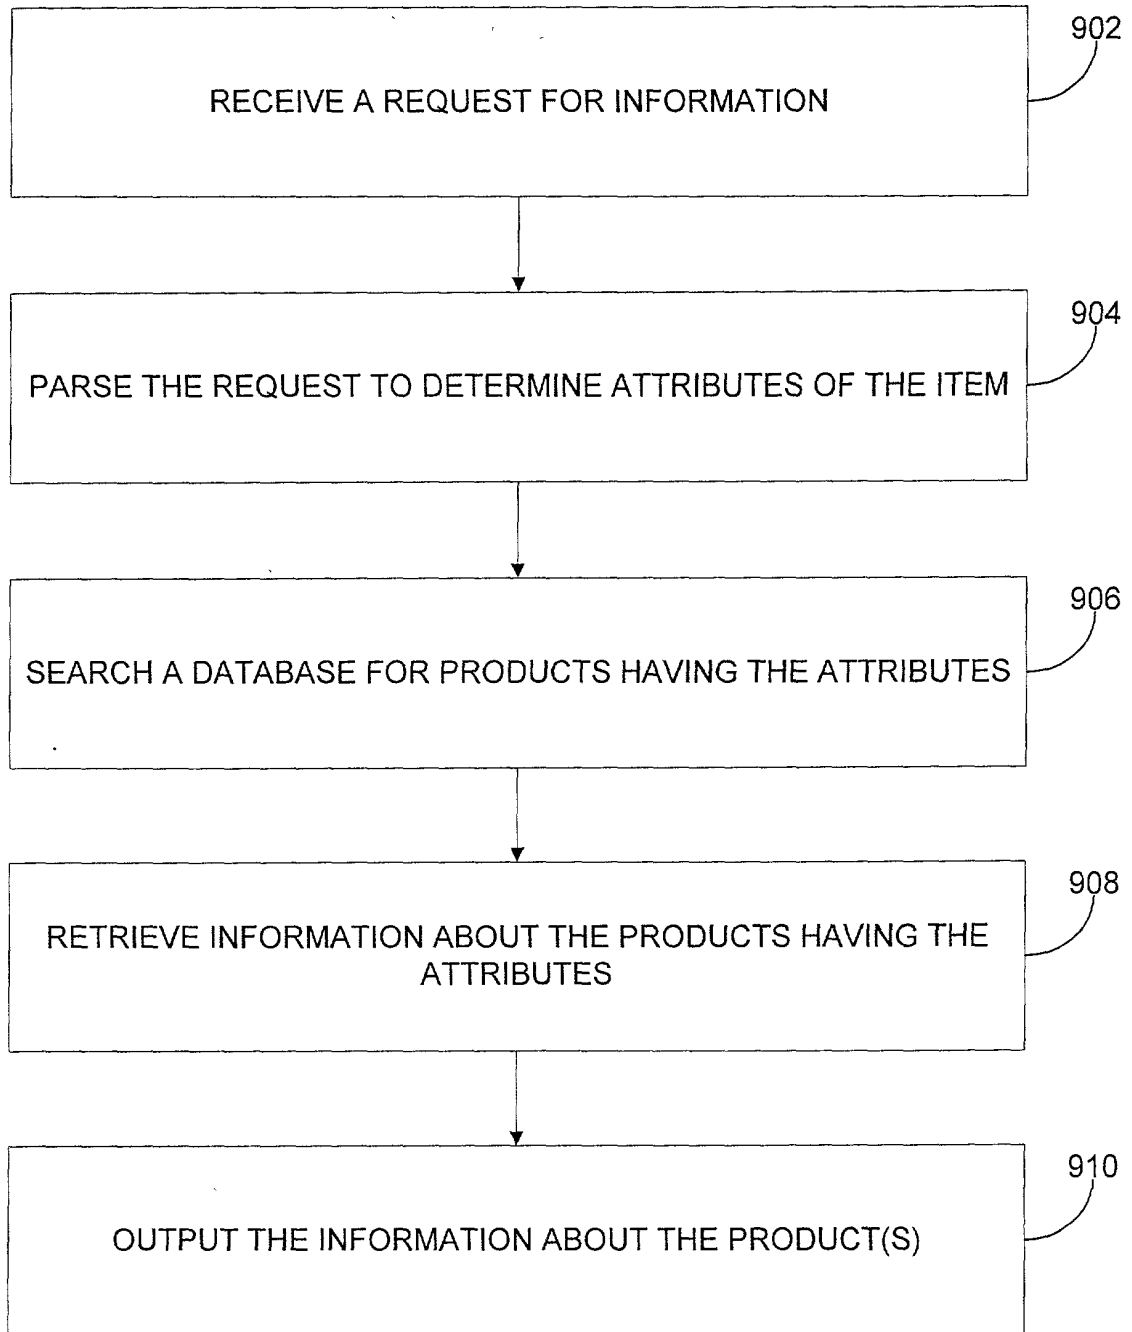 902
RECEIVE A REQUEST FOR INFORMATION
904
PARSE THE REQUEST TO DETERMINE ATTRIBUTES OF THE ITEM
906
SEARCH A DATABASE FOR PRODUCTS HAVING THE ATTRIBUTES
908
RETRIEVE INFORMATION ABOUT THE PRODUCTS HAVING THE
ATTRIBUTES
910
OUTPUT THE INFORMATION ABOUT THE PRODUCT(S)